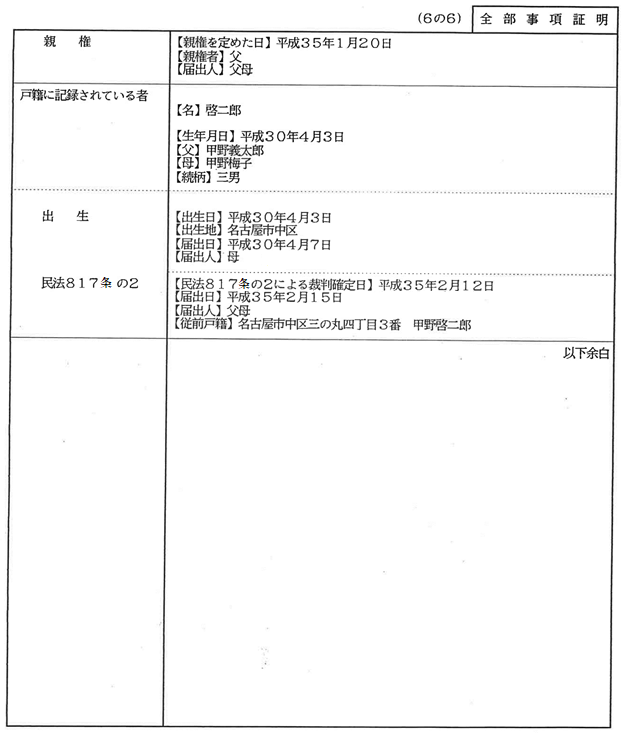 （6の6） 全部事項証明
親権
【親権を定めた日】平成３５年１月２０日
【親権者】父
【届出人】父母
戸籍に記録されている者
【名】啓二郎
【生年月日】平成３０年４月３日
【父】甲野義太郎
【母】甲野梅子
【続柄】三男
出生
【出生日】平成３０年４月３日
【出生地】名古屋市中区
【届出日】平成３０年４月７日
【届出人】母
民法８１７条の２
【民法８１７条の２による裁判確定日】平成３５年２月１２日
【届出日】平成３５年２月１５日
【届出人】父母
【従前戸籍】名古屋市中区三の丸四丁目３番　甲野啓二郎
以下余白